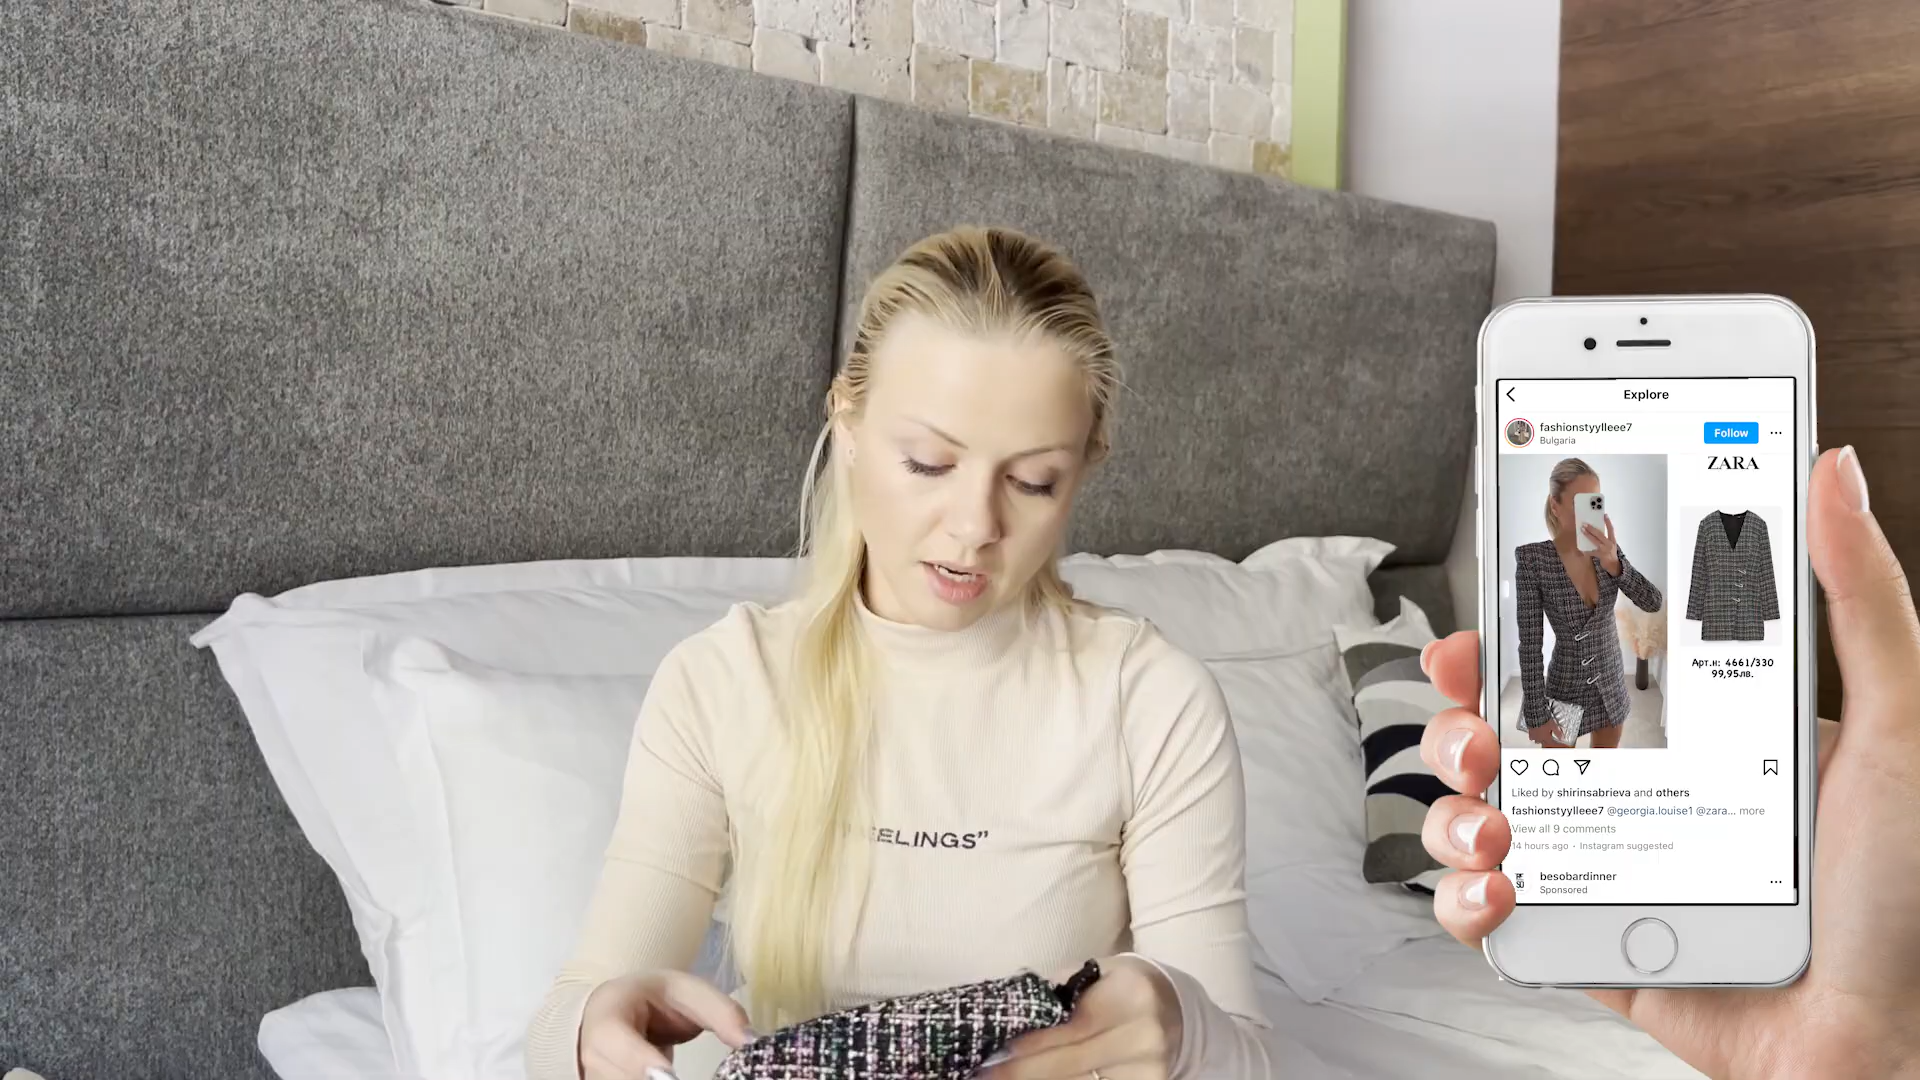 ELINGS"
Explore
fashionstyylleee7
Bulgaria
Follow
ZARA
Арт.н: 4661/330
99,95лв.
Liked by shirinsabrieva and others
fashionstyylleee7 @georgia.louise1 @zara... more
View all 9 comments
14 hours ago · Instagram suggested
besobardinner
Sponsored